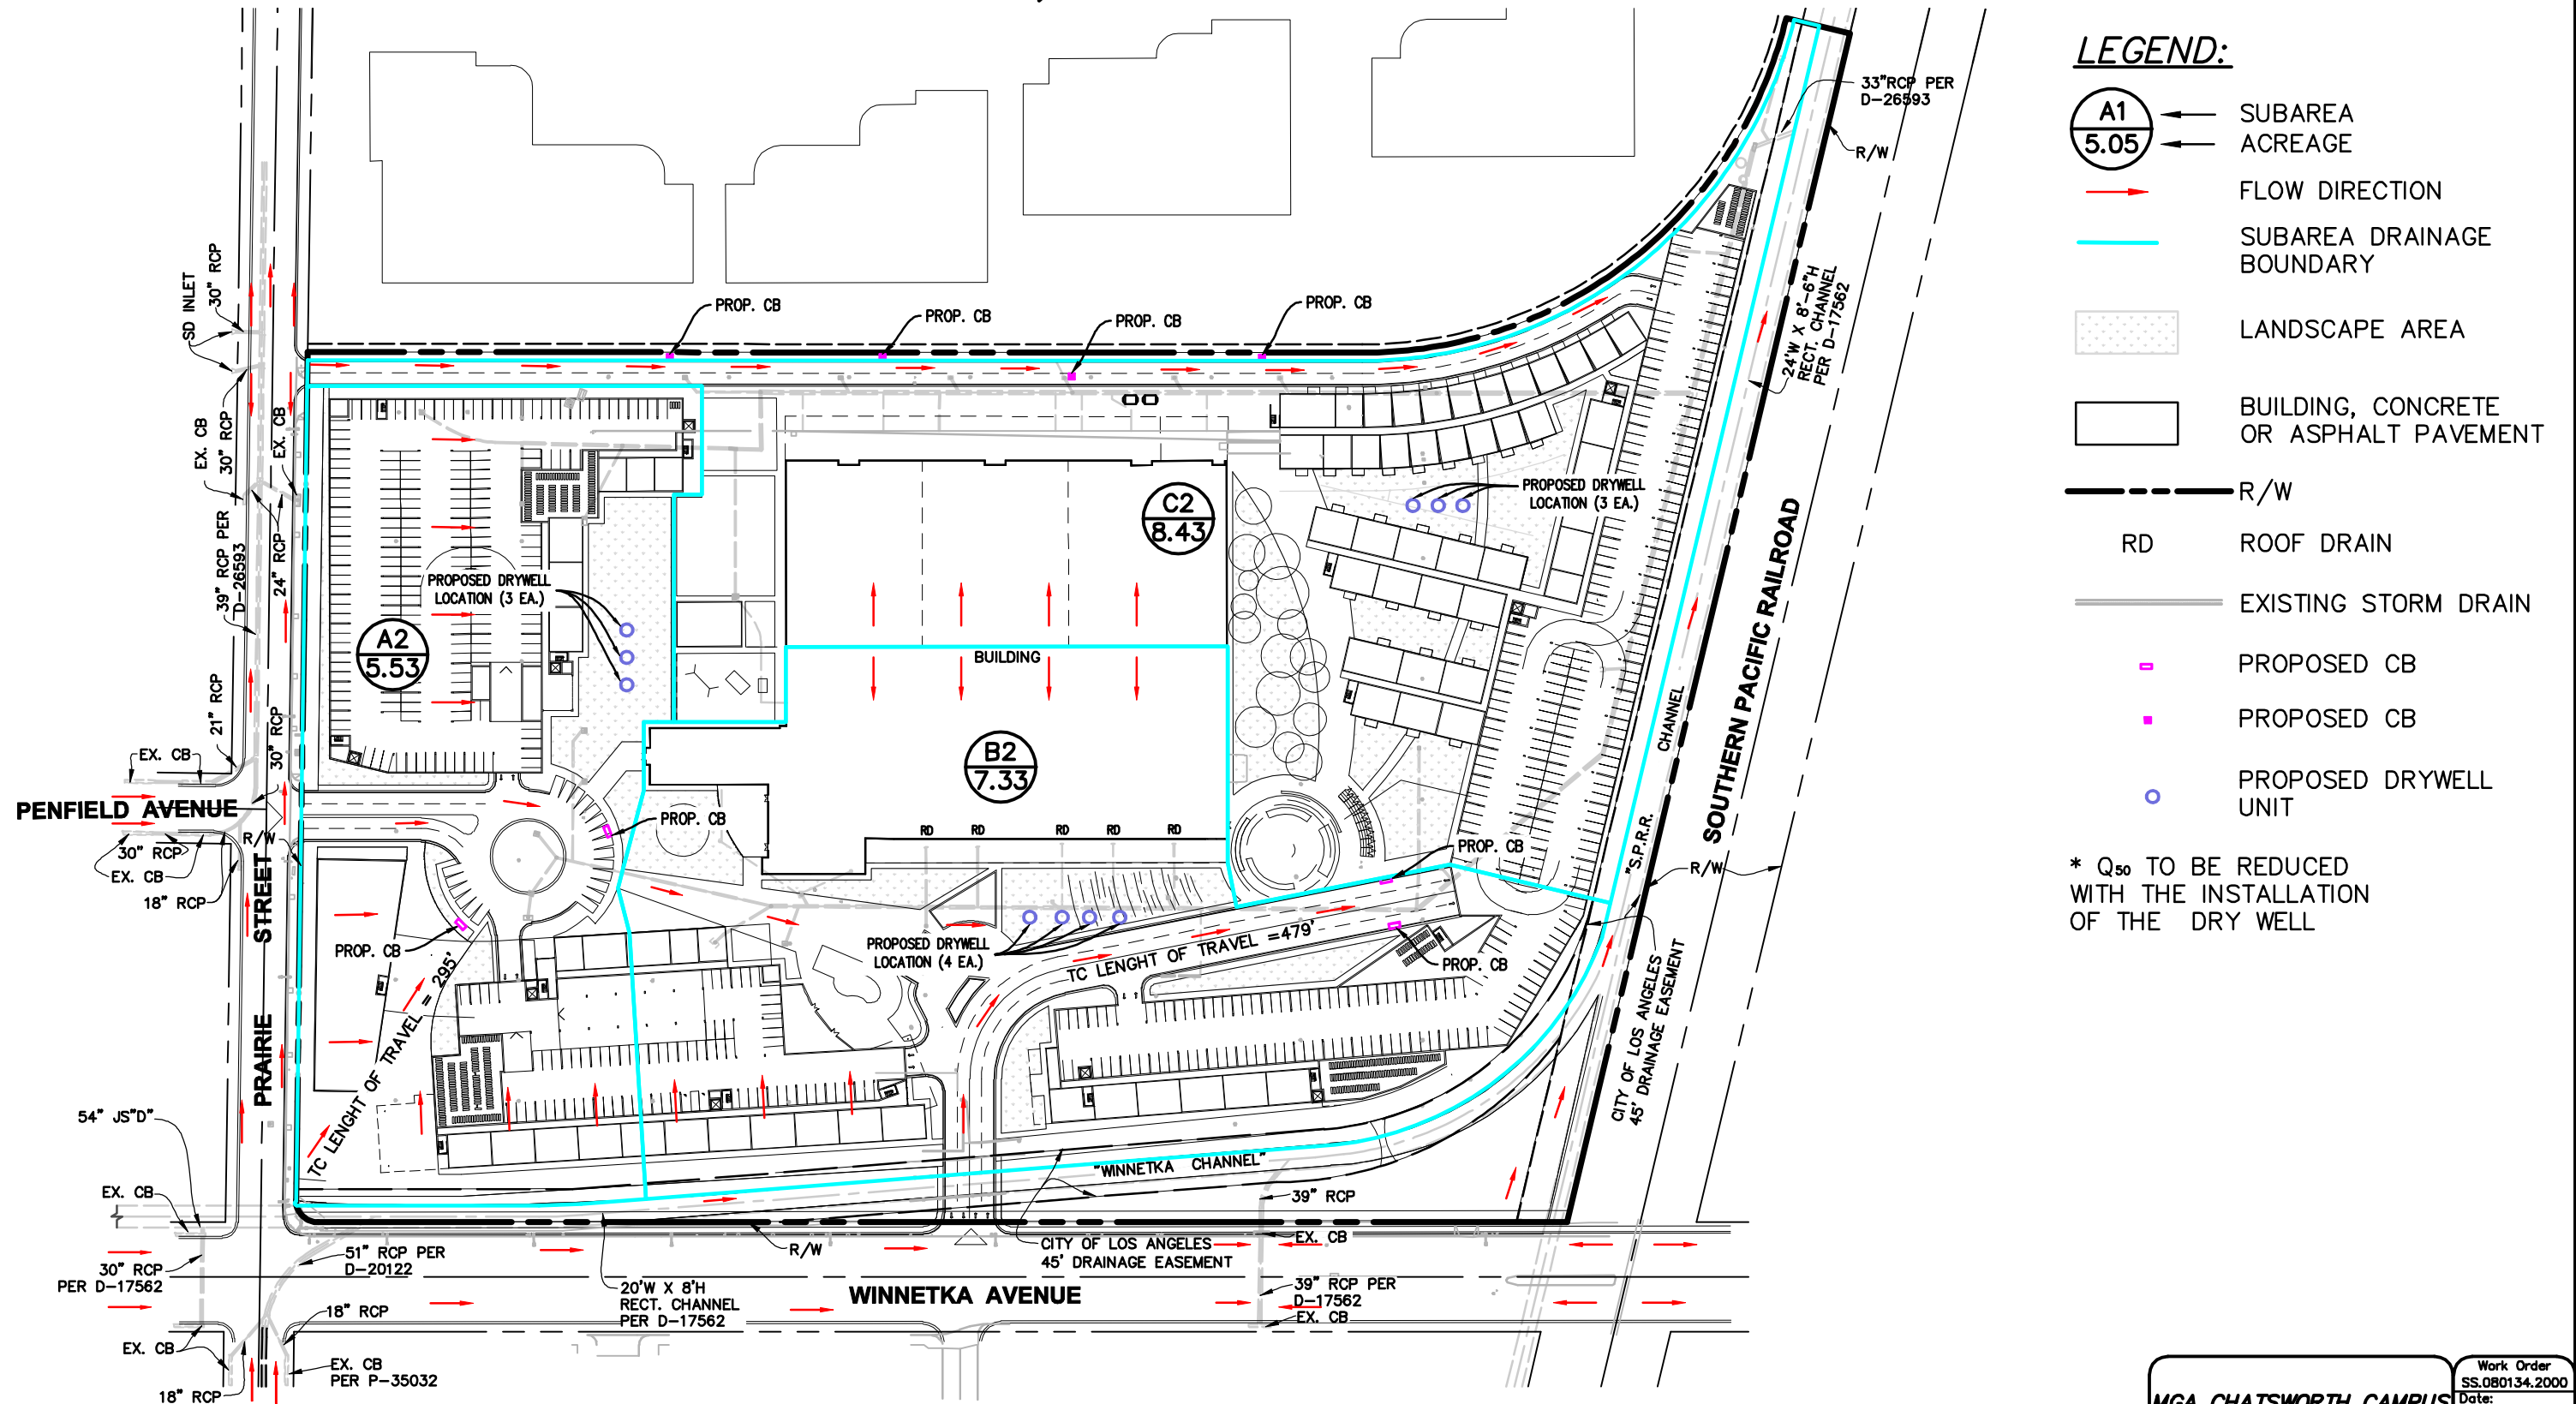 33"RCP PER
D-26593
R/W
SD INLET
30" RCP
PROP. CB
PROP. CB
PROP. CB
PROP. CB
24'W X 8'-6"H
RECT. CHANNEL
PER D-17562
EX. CB
30" RCP
EX. CB
39" RCP PER
D-26593
24" RCP
C2
8.43
PROPOSED DRYWELL
LOCATION (3 EA.)
PROPOSED DRYWELL
LOCATION (3 EA.)
A2
5.53
BUILDING
SOUTHERN PACIFIC RAILROAD
21" RCP
30" RCP
EX. CB
B2
7.33
CHANNEL
"S.P.R.R.
PENFIELD AVENUE
R/W
30" RCP
EX. CB
18" RCP
PROP. CB
RD
RD
RD
RD
RD
PROP. CB
R/W
PRAIRIE STREET
PROP. CB
PROPOSED DRYWELL
LOCATION (4 EA.)
TC LENGHT OF TRAVEL =479'
PROP. CB
TC LENGHT OF TRAVEL = 295'
CITY OF LOS ANGELES
45' DRAINAGE EASEMENT
54" JS"D"
EX. CB
"WINNETKA CHANNEL"
39" RCP
51" RCP PER
D-20122
R/W
CITY OF LOS ANGELES
45' DRAINAGE EASEMENT
EX. CB
30" RCP
PER D-17562
20'W X 8'H
RECT. CHANNEL
PER D-17562
WINNETKA AVENUE
39" RCP PER
D-17562
EX. CB
18" RCP
EX. CB
EX. CB
PER P-35032
18" RCP
LEGEND:
A1
5.05
SUBAREA
ACREAGE
FLOW DIRECTION
SUBAREA DRAINAGE
BOUNDARY
LANDSCAPE AREA
BUILDING, CONCRETE
OR ASPHALT PAVEMENT
R/W
RD
ROOF DRAIN
EXISTING STORM DRAIN
PROPOSED CB
PROPOSED CB
PROPOSED DRYWELL
UNIT
* Q50 TO BE REDUCED
WITH THE INSTALLATION
OF THE DRY WELL
MGA CHATSWORTH CAMPUS
Work Order
SS.080134.2000
Date: